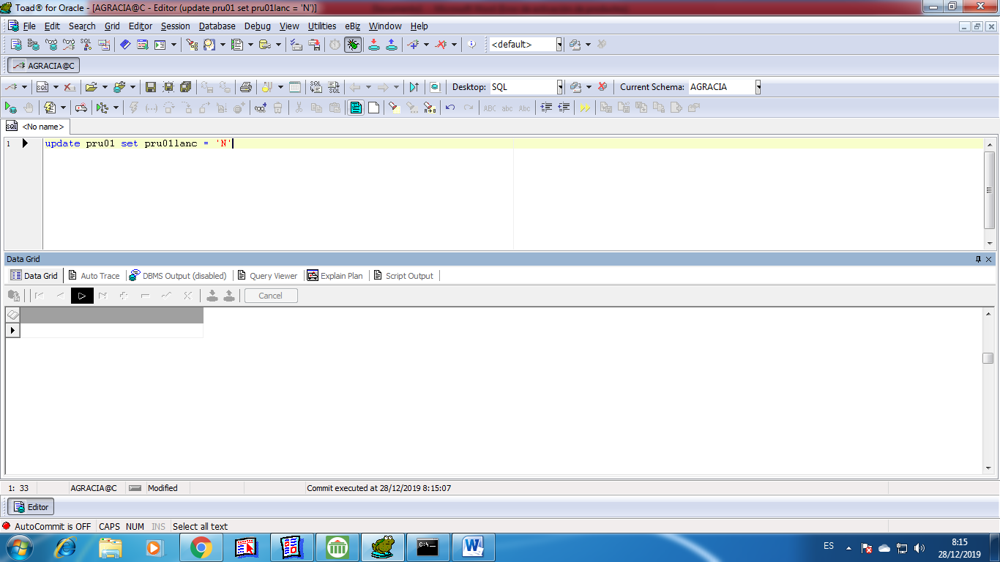 Toad® for Oracle - [AGRACIA@C - Editor (update pru01 set pru01lanc = 'N')]
File Edit Search Grid Editor Session Database Debug View Utilities eBiz Window Help
<default>
AGRACIA@C
Desktop: SQL Current Schema: AGRACIA
SQL <No name>
1 update pru01 set pru01lanc = 'N'
Data Grid
Data Grid Auto Trace DBMS Output (disabled) Query Viewer Explain Plan Script Output
Cancel
1: 33 AGRACIA@C Modified Commit executed at 28/12/2019 8:15:07
Editor
AutoCommit is OFF CAPS NUM INS Select all text
ES 8:15
28/12/2019